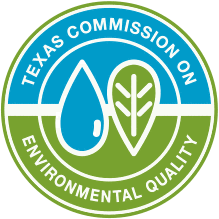 TEXAS COMMISSION ON
ENVIRONMENTAL QUALITY